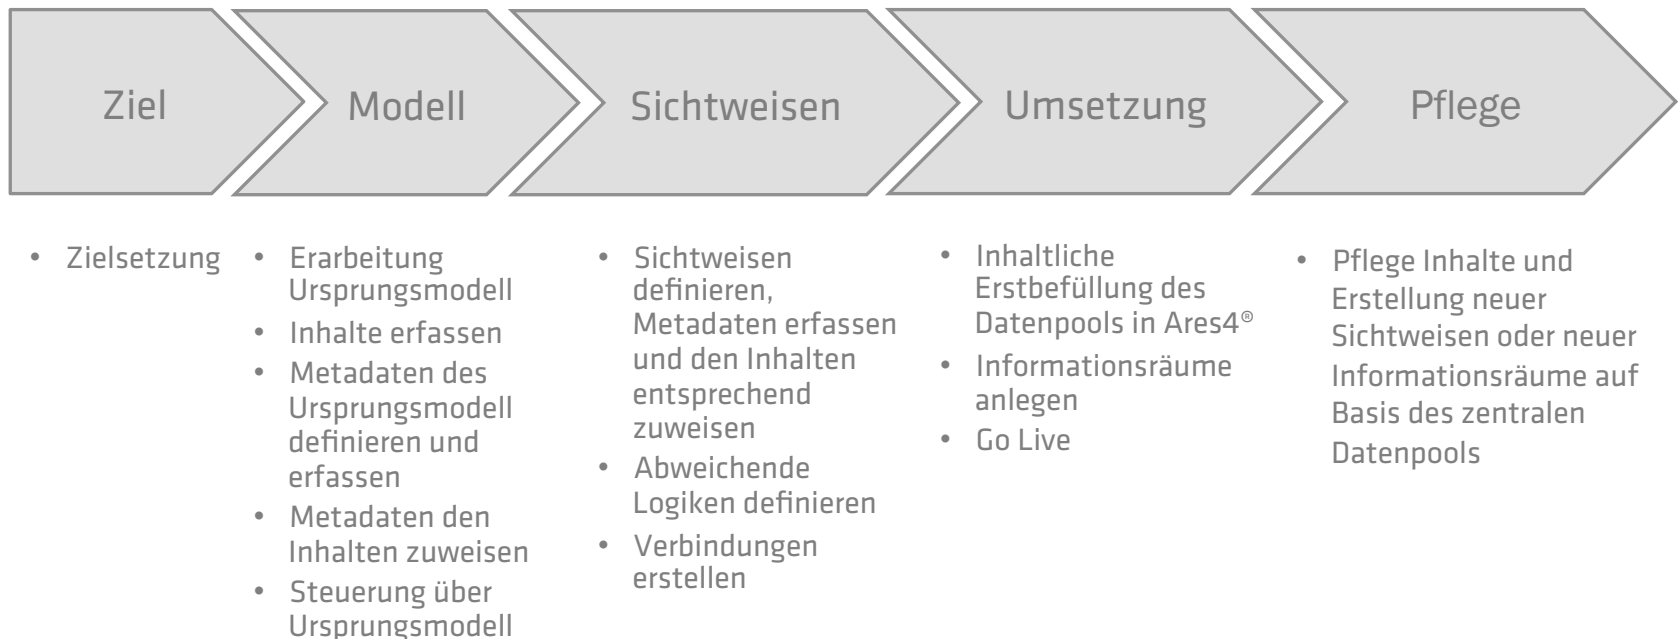 Ziel
Modell
Sichtweisen
Umsetzung
Pflege
• Zielsetzung
• Erarbeitung
Ursprungsmodell
• Inhalte erfassen
• Metadaten des
Ursprungsmodell
definieren und
erfassen
• Metadaten den
Inhalten zuweisen
• Steuerung über
Ursprungsmodell
• Sichtweisen
definieren,
Metadaten erfassen
und den Inhalten
entsprechend
zuweisen
• Abweichende
Logiken definieren
• Verbindungen
erstellen
• Inhaltliche
Erstbefüllung des
Datenpools in Ares4®
• Informationsräume
anlegen
• Go Live
• Pflege Inhalte und
Erstellung neuer
Sichtweisen oder neuer
Informationsräume auf
Basis des zentralen
Datenpools